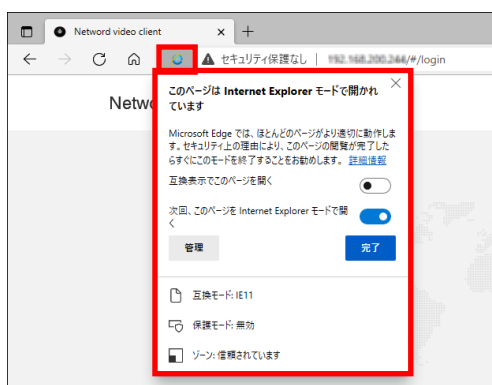 Netword video client
セキュリティ保護なし
192.168.200.244/#/login
Netwo
このページは Internet Explorer モードで開かれ
ています
Microsoft Edge では、ほとんどのページがより適切に動作しま
す。セキュリティ上の理由により、このページの閲覧が完了した
らすぐにこのモードを終了することをお勧めします。 詳細情報
互換表示でこのページを開く
次回、このページを Internet Explorer モードで開
く
管理
完了
互換モード: IE11
保護モード: 無効
ゾーン: 信頼されています